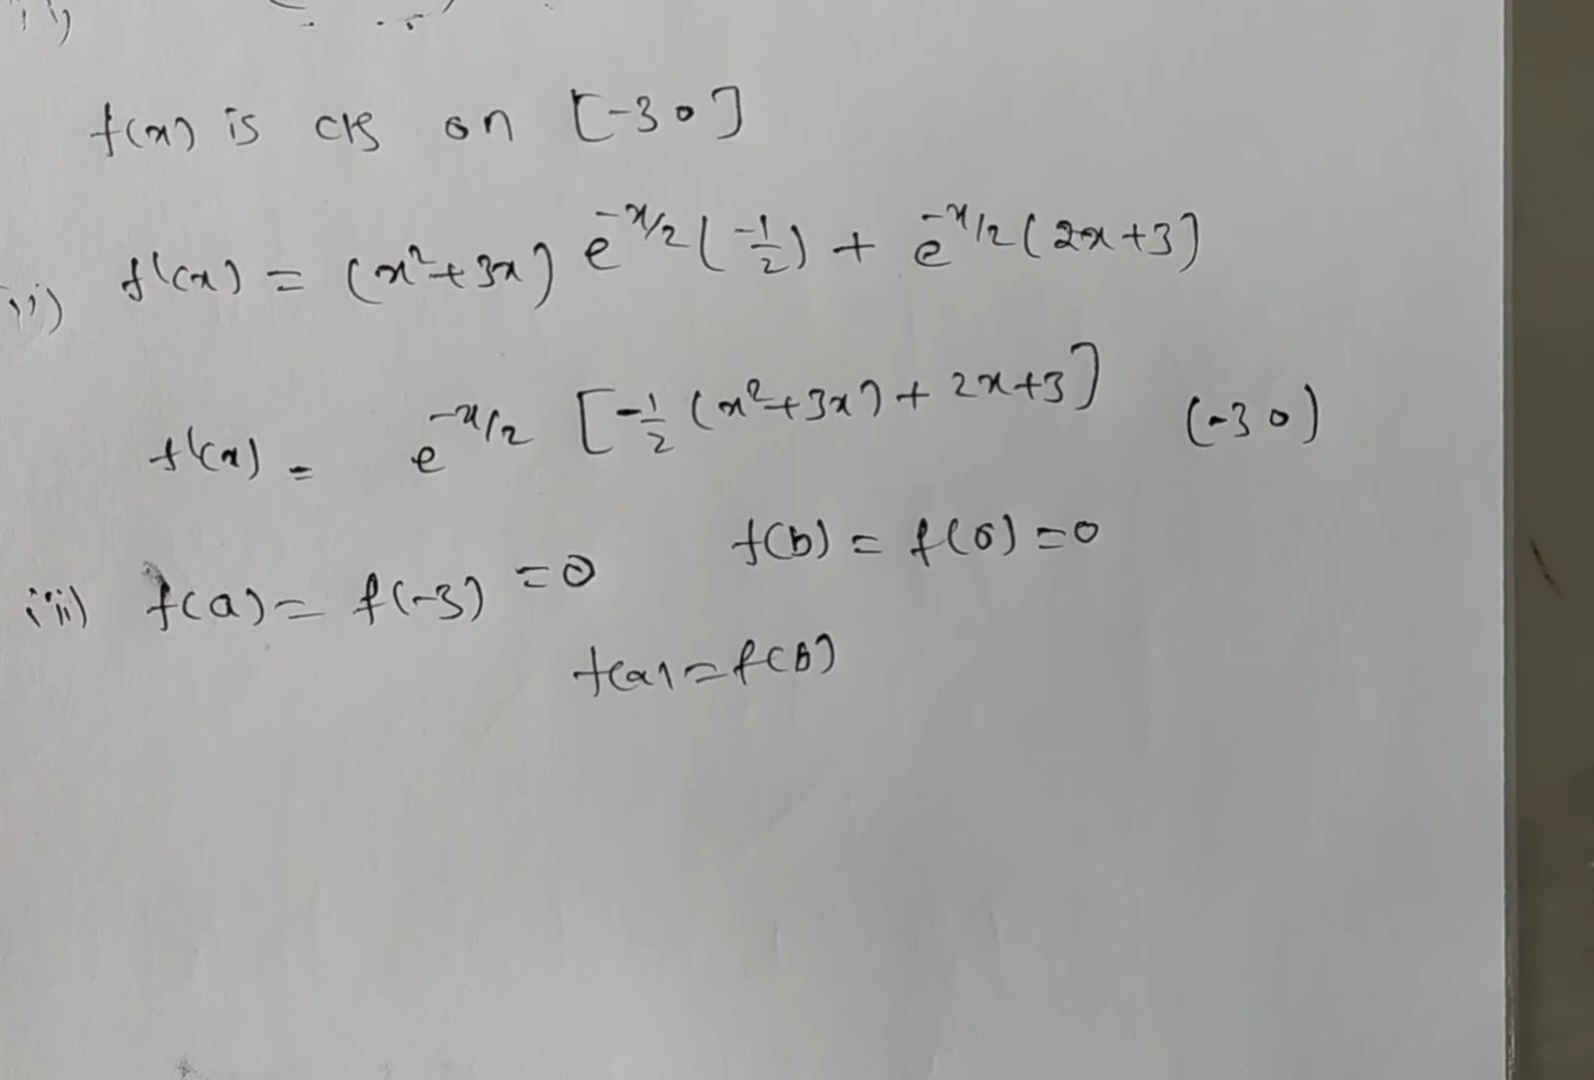 f(x) is cts on [-3 0]
ii) f'(x) = (x²+3x) e^{-x/2} (-1/2) + e^{-x/2} (2x+3)
f'(x) = e^{-x/2} [-1/2 (x²+3x) + 2x+3] (-3 0)
iii) f(a) = f(-3) = 0 f(b) = f(0) = 0
f(a) = f(b)